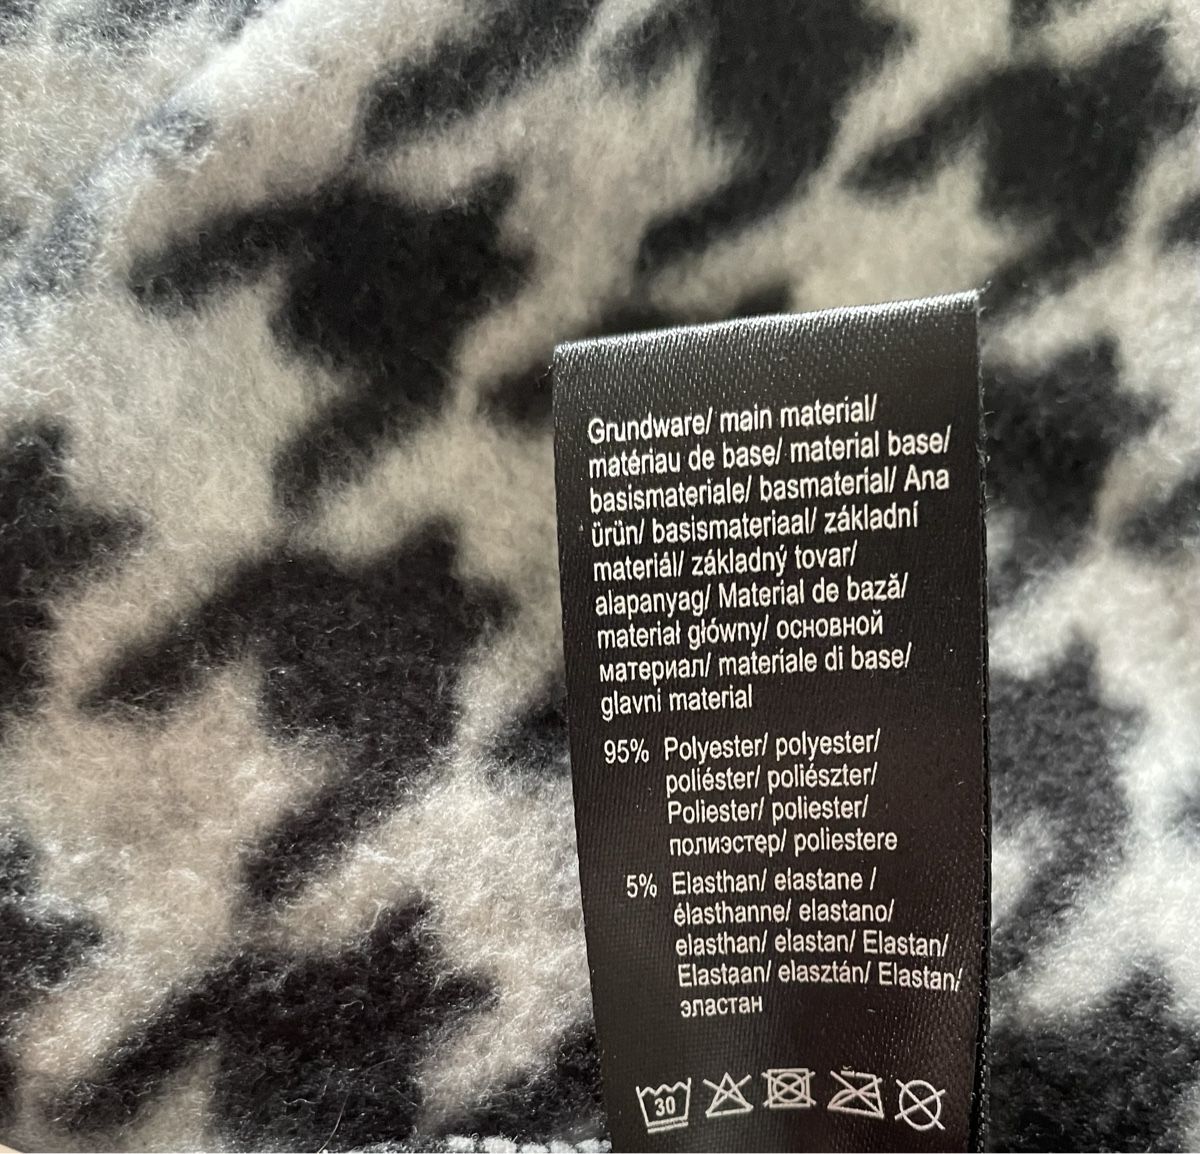 Grundware/ main material/
matériau de base/ material base/
basismateriale/ basmaterial/ Ana
ürün/ basismateriaal/ základní
materiál/ základný tovar/
alapanyag/ Material de bază/
materiał główny/ основной
материал/ materiale di base/
glavni material
95% Polyester/ polyester/
poliéster/ poliészter/
Poliester/ poliester/
полиэстер/ poliestere
5% Elasthan/ elastane /
élasthanne/ elastano/
elasthan/ elastan/ Elastan/
Elastaan/ elasztán/ Elastan/
эластан
30